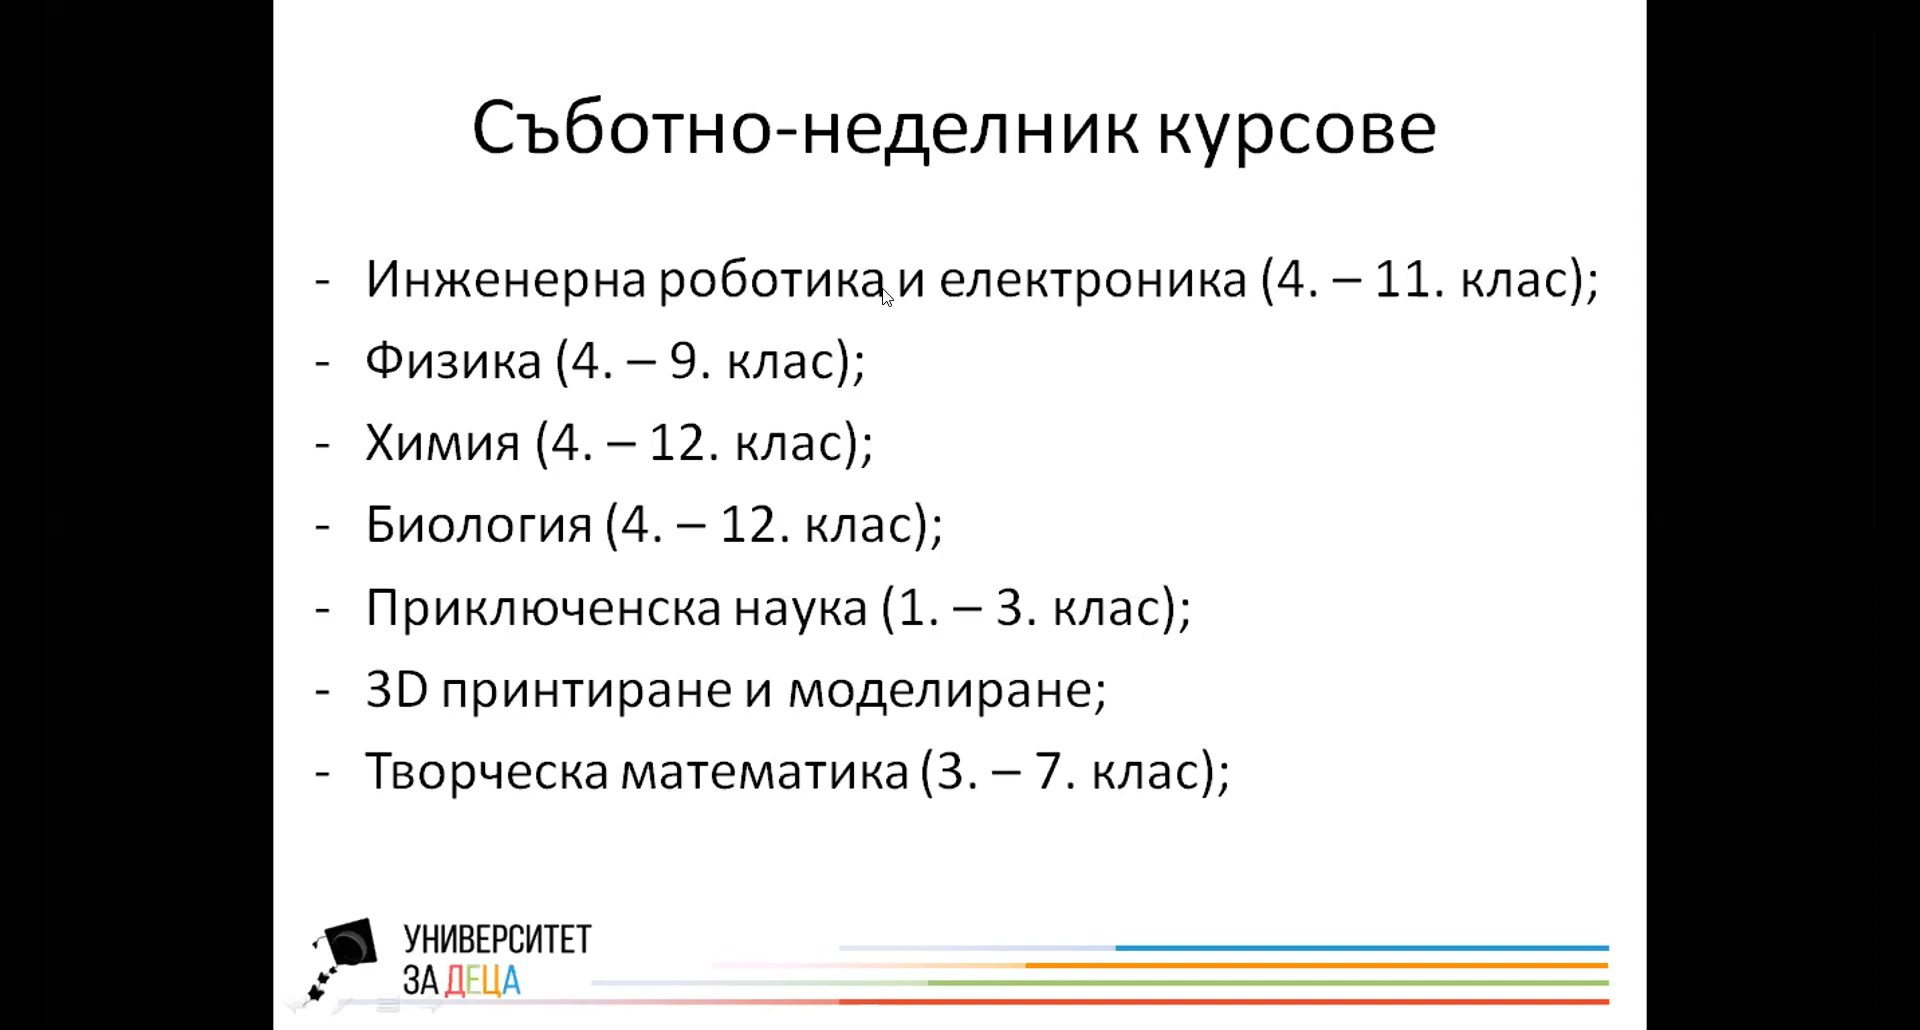 Съботно-неделник курсове
- Инженерна роботика и електроника (4. – 11. клас);
- Физика (4. – 9. клас);
- Химия (4. – 12. клас);
- Биология (4. – 12. клас);
- Приключенска наука (1. – 3. клас);
- 3D принтиране и моделиране;
- Творческа математика (3. – 7. клас);
УНИВЕРСИТЕТ
ЗА ДЕЦА